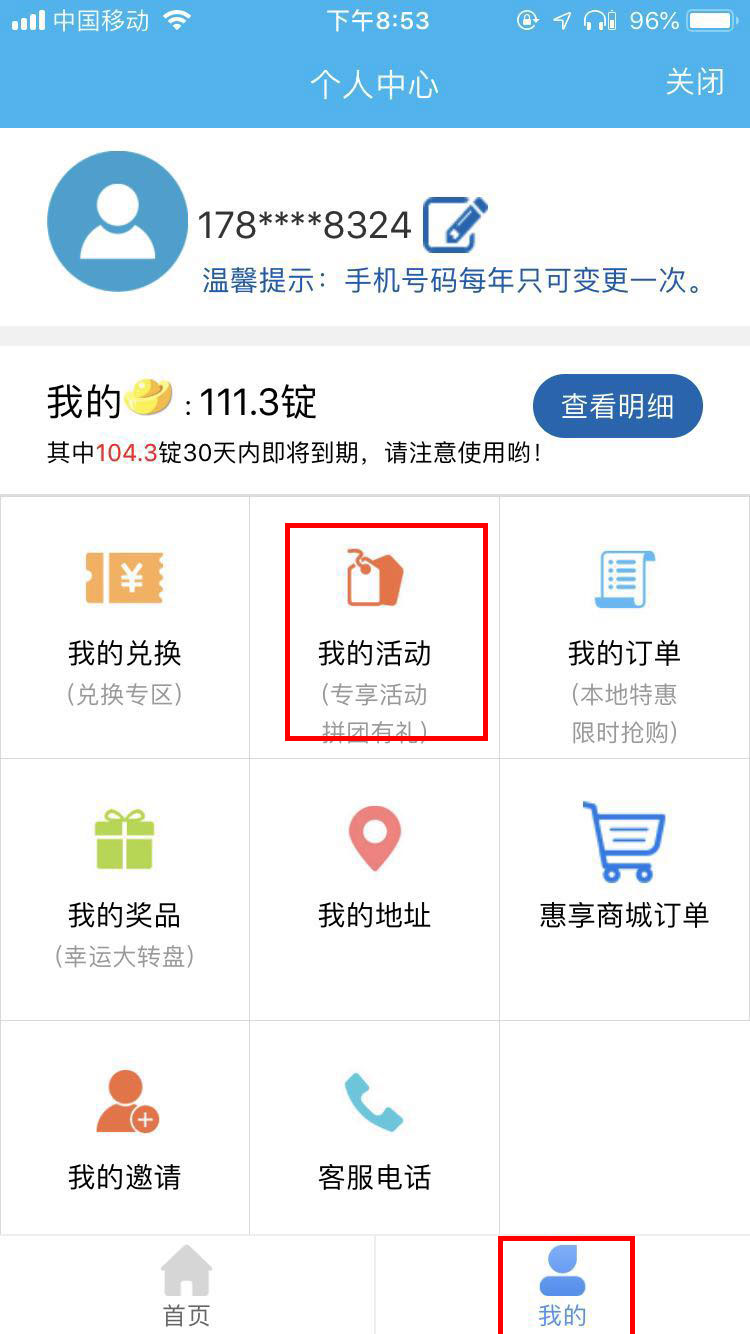 中国移动 下午8:53 96%
个人中心 关闭
178****8324
温馨提示：手机号码每年只可变更一次。
我的 : 111.3锭 查看明细
其中104.3锭30天内即将到期，请注意使用哟！
¥
我的兑换 我的活动 我的订单
(兑换专区) (专享活动 (本地特惠
拼团有礼) 限时抢购)
我的奖品 我的地址 惠享商城订单
(幸运大转盘)
我的邀请 客服电话
首页 我的